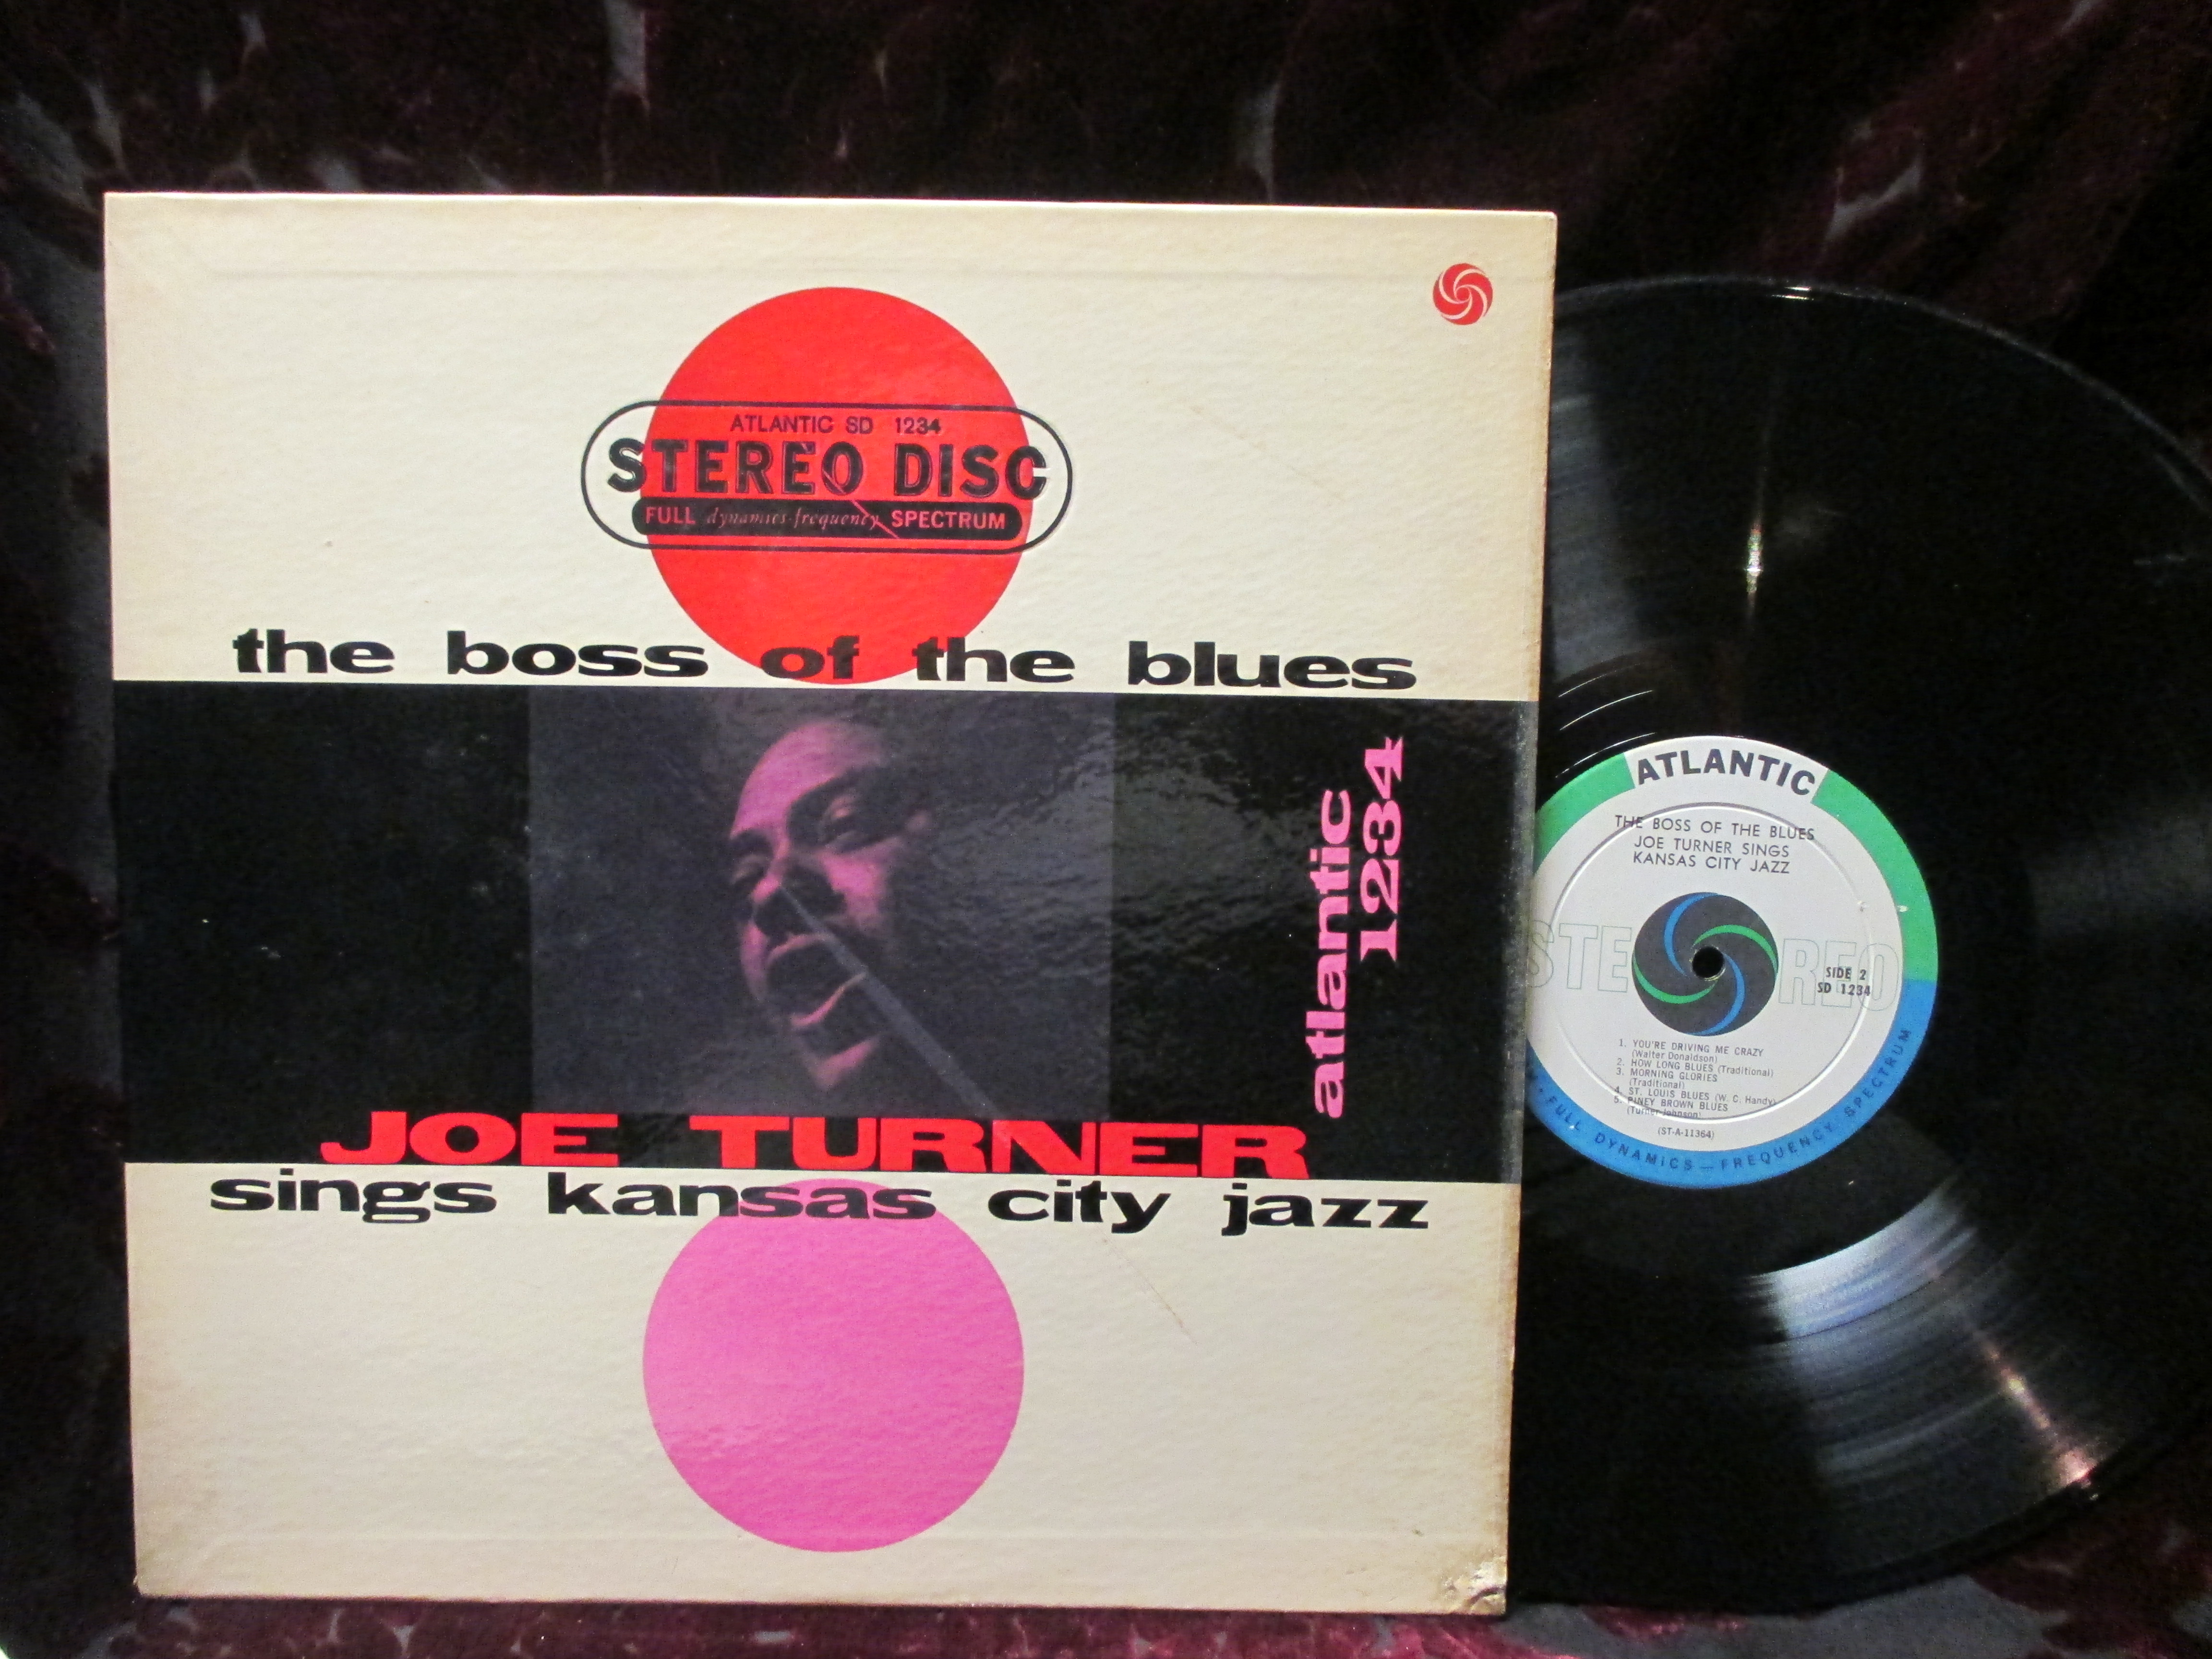 ATLANTIC SD 1234
STEREO DISC
FULL dynamics-frequency SPECTRUM
the boss of the blues
atlantic
1234
JOE TURNER
sings kansas city jazz
ATLANTIC
THE BOSS OF THE BLUES
JOE TURNER SINGS
KANSAS CITY JAZZ
STEREO
SIDE 2
SD 1234
1. YOU'RE DRIVING ME CRAZY
(Walter Donaldson)
2. HOW LONG BLUES (Traditional)
3. MORNING GLORIES
(Traditional)
4. ST. LOUIS BLUES (W. C. Handy)
5. PINEY BROWN BLUES
(Turner-Johnson)
(ST-A-11364)
FULL DYNAMICS—FREQUENCY SPECTRUM